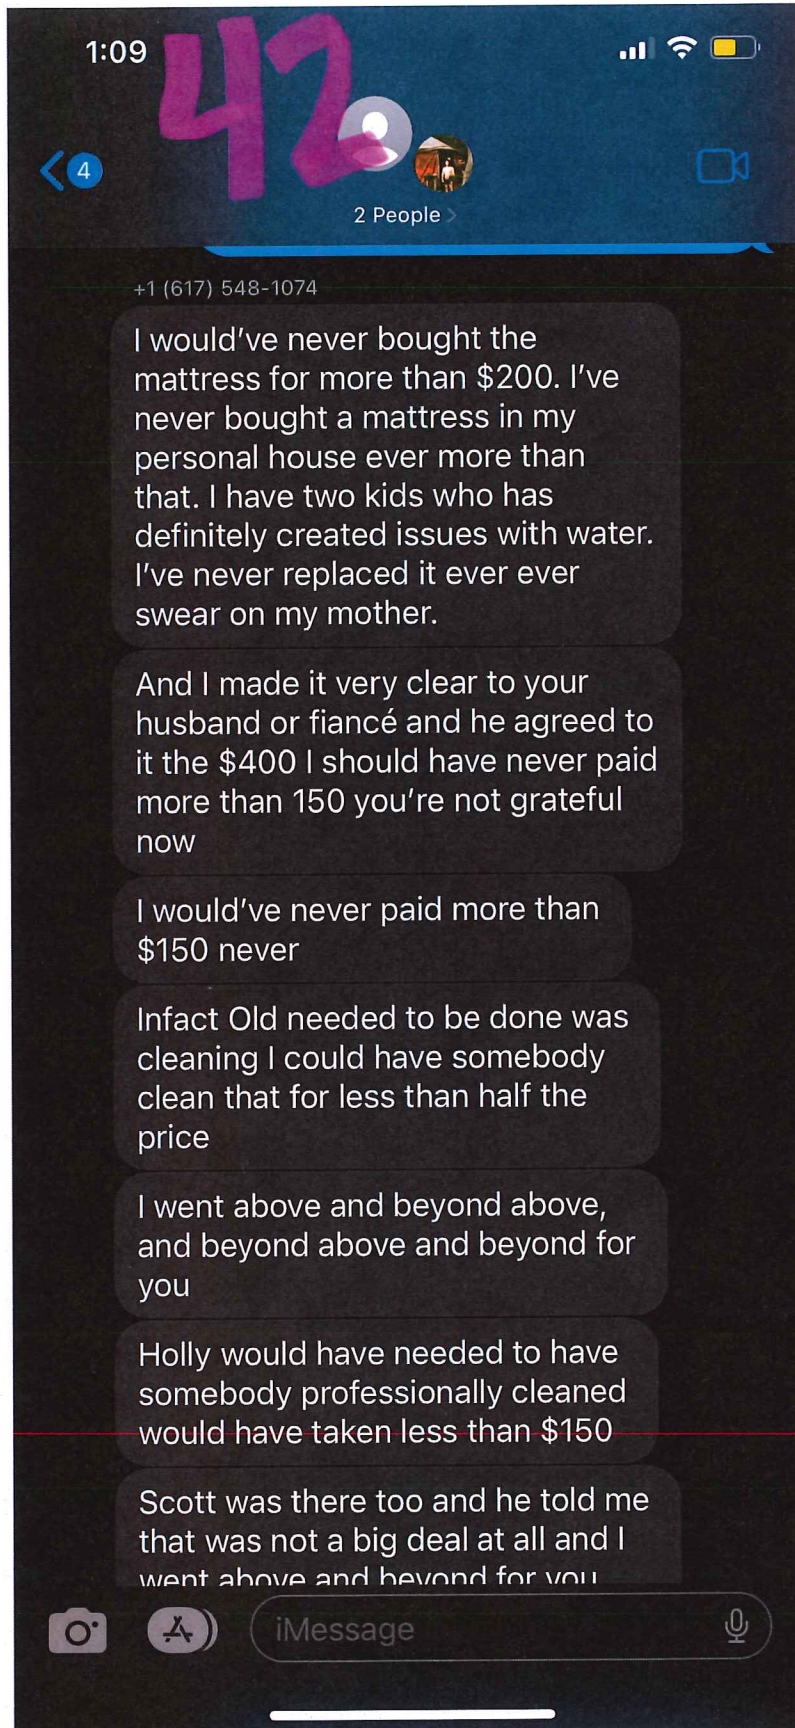 1:09
42
4
2 People
+1 (617) 548-1074
I would've never bought the
mattress for more than $200. I've
never bought a mattress in my
personal house ever more than
that. I have two kids who has
definitely created issues with water.
I've never replaced it ever ever
swear on my mother.
And I made it very clear to your
husband or fiancé and he agreed to
it the $400 I should have never paid
more than 150 you're not grateful
now
I would've never paid more than
$150 never
Infact Old needed to be done was
cleaning I could have somebody
clean that for less than half the
price
I went above and beyond above,
and beyond above and beyond for
you
Holly would have needed to have
somebody professionally cleaned
would have taken less than $150
Scott was there too and he told me
that was not a big deal at all and I
went above and beyond for you
iMessage